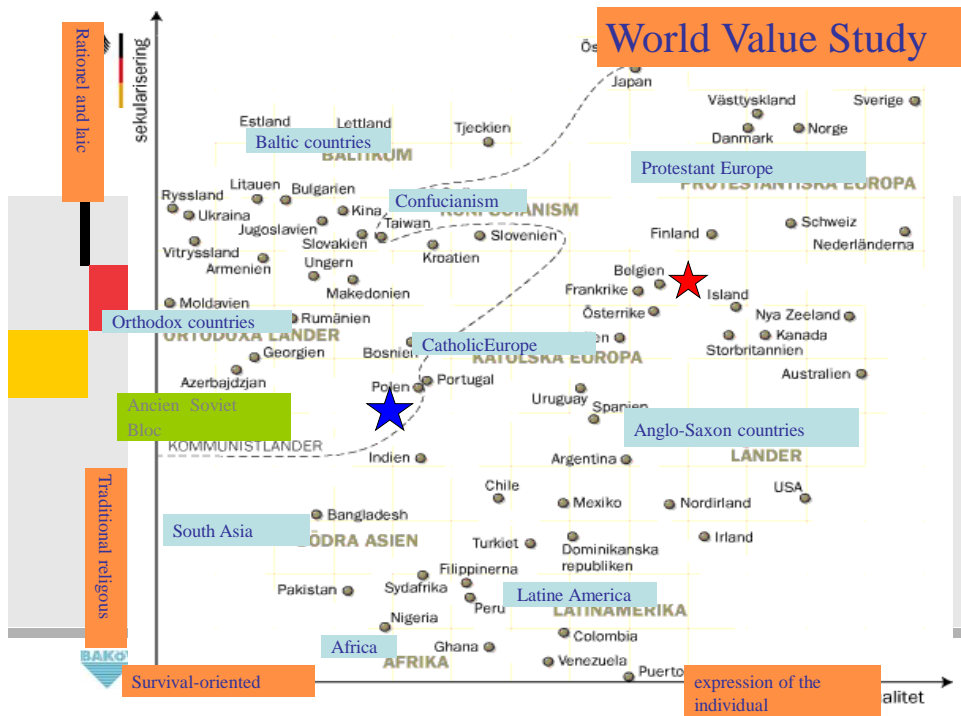 World Value Study
Rationel and laic
sekularisering
Ös
Japan
Västtyskland
Sverige
Danmark
Norge
Estland
Lettland
Tjeckien
Baltic countries
BALTIKUM
Protestant Europe
PROTESTANTISKA EUROPA
Litauen
Bulgarien
Ryssland
Ukraina
Kina
Confucianism
KONFUCIANISM
Jugoslavien
Taiwan
Slovakien
Slovenien
Kroatien
Finland
Schweiz
Nederländerna
Vitryssland
Armenien
Ungern
Makedonien
Belgien
Frankrike
Island
Moldavien
Rumänien
Österrike
Nya Zeeland
Orthodox countries
ORTODOXA LÄNDER
Bosnien
CatholicEurope
KATOLSKA EUROPA
en
Kanada
Storbritannien
Georgien
Azerbajdzjan
Polen
Portugal
Australien
Uruguay
Spanien
Ancien Soviet
Bloc
KOMMUNISTLÄNDER
Anglo-Saxon countries
LÄNDER
Indien
Argentina
Chile
Mexiko
Nordirland
USA
Traditional religous
Bangladesh
South Asia
SÖDRA ASIEN
Turkiet
Dominikanska
republiken
Irland
Filippinerna
Pakistan
Sydafrika
Peru
Latine America
LATINAMERIKA
Nigeria
Colombia
Africa
AFRIKA
Ghana
Venezuela
Puerto
BAKO
Survival-oriented
expression of the
individual
alitet